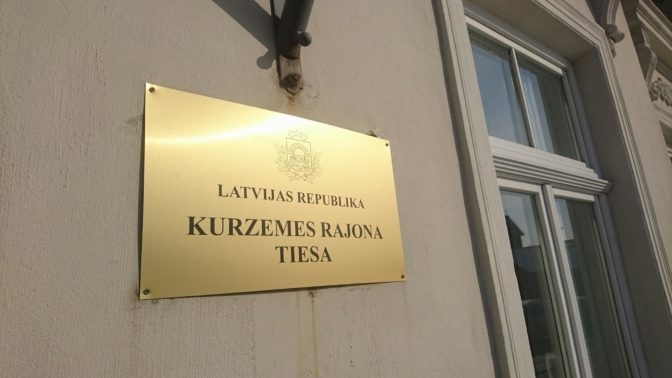 LATVIJAS REPUBLIKA
KURZEMES RAJONA
TIESA